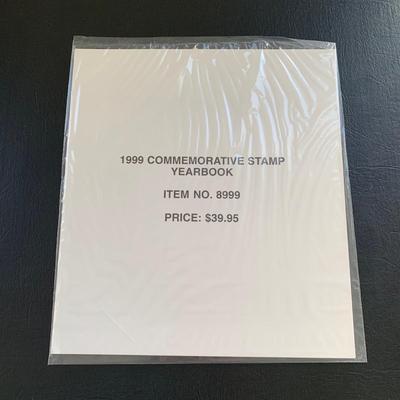 1999 COMMEMORATIVE STAMP
YEARBOOK
ITEM NO. 8999
PRICE: $39.95